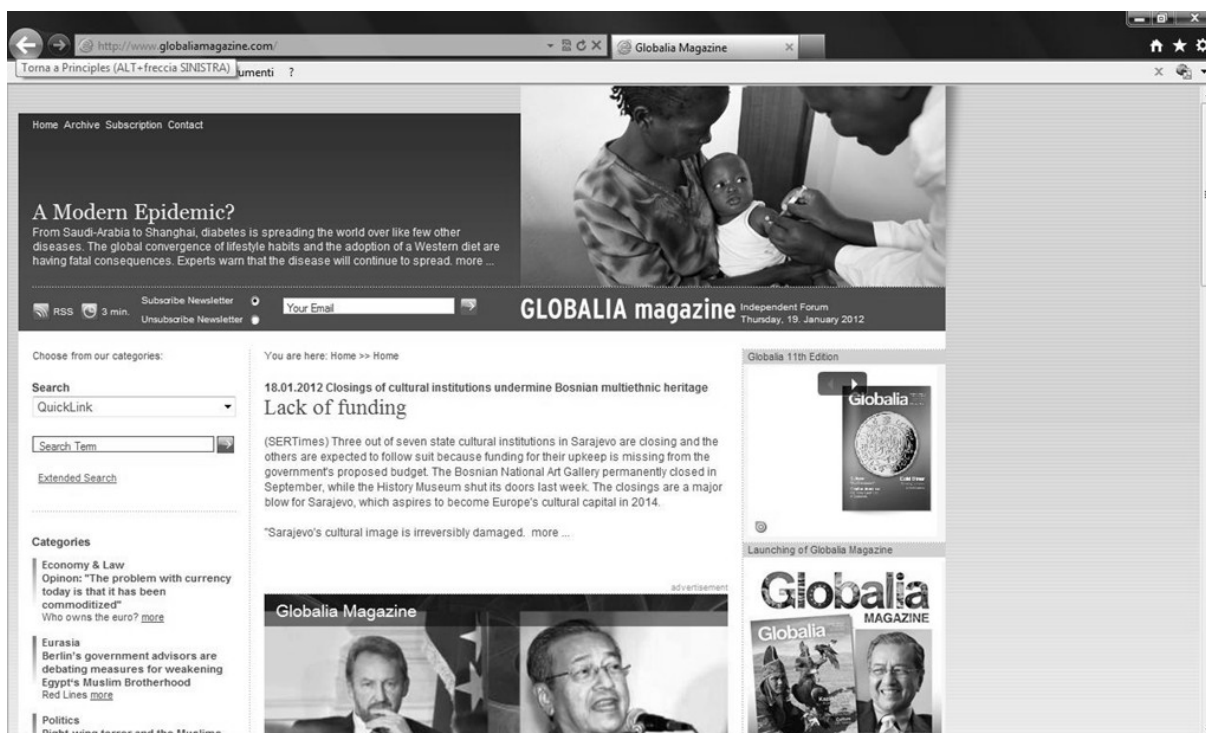 http://www.globaliamagazine.com/
Globalia Magazine
Torna a Principles (ALT+freccia SINISTRA)
umenti ?
Home Archive Subscription Contact
A Modern Epidemic?
From Saudi-Arabia to Shanghai, diabetes is spreading the world over like few other
diseases. The global convergence of lifestyle habits and the adoption of a Western diet are
having fatal consequences. Experts warn that the disease will continue to spread. more ...
RSS 3 min.
Subscribe Newsletter
Unsubscribe Newsletter
Your Email
GLOBALIA magazine
Independent Forum
Thursday, 19. January 2012
Choose from our categories:
Search
QuickLink
Search Term
Extended Search
Categories
Economy & Law
Opinon: "The problem with currency
today is that it has been
commoditized"
Who owns the euro? more
Eurasia
Berlin's government advisors are
debating measures for weakening
Egypt's Muslim Brotherhood
Red Lines more
Politics
Right-wing terror and the Muslims
You are here: Home >> Home
18.01.2012 Closings of cultural institutions undermine Bosnian multiethnic heritage
Lack of funding
(SERTimes) Three out of seven state cultural institutions in Sarajevo are closing and the
others are expected to follow suit because funding for their upkeep is missing from the
government's proposed budget. The Bosnian National Art Gallery permanently closed in
September, while the History Museum shut its doors last week. The closings are a major
blow for Sarajevo, which aspires to become Europe's cultural capital in 2014.
"Sarajevo's cultural image is irreversibly damaged. more ...
advertisement
Globalia Magazine
Globalia 11th Edition
Globalia
Launching of Globalia Magazine
Globalia
MAGAZINE
Globalia